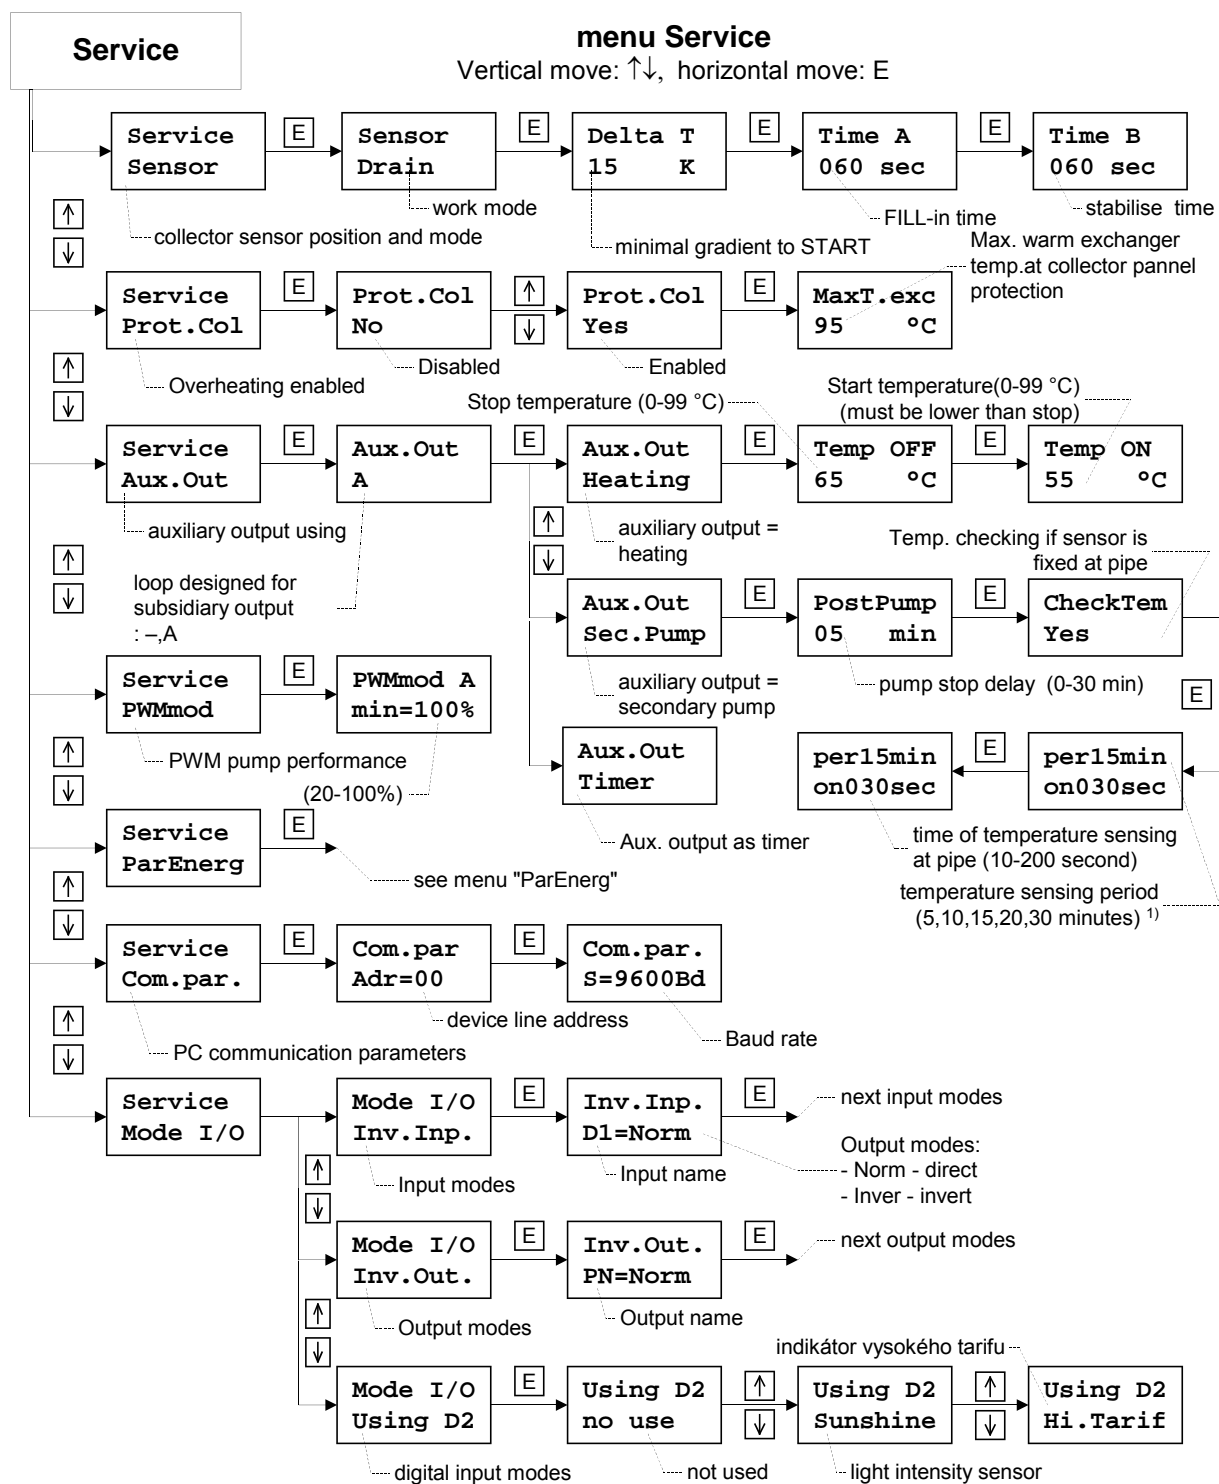 Service
menu Service
Vertical move: ↑↓, horizontal move: E
Service
Sensor
E
Sensor
Drain
E
Delta T
15 K
E
Time A
060 sec
E
Time B
060 sec
↑
↓
collector sensor position and mode
work mode
minimal gradient to START
FILL-in time
stabilise time
Max. warm exchanger
temp.at collector pannel
protection
Service
Prot.Col
E
Prot.Col
No
↑
↓
Prot.Col
Yes
E
MaxT.exc
95 ºC
↑
↓
Overheating enabled
Disabled
Enabled
Stop temperature (0-99 °C)
Start temperature(0-99 °C)
(must be lower than stop)
Service
Aux.Out
E
Aux.Out
A
E
Aux.Out
Heating
E
Temp OFF
65 ºC
E
Temp ON
55 ºC
auxiliary output using
↑
↓
auxiliary output =
heating
Temp. checking if sensor is
fixed at pipe
↑
↓
loop designed for
subsidiary output
: –,A
Aux.Out
Sec.Pump
E
PostPump
05 min
E
CheckTem
Yes
auxiliary output =
secondary pump
pump stop delay (0-30 min)
E
Service
PWMmod
E
PWMmod A
min=100%
PWM pump performance
(20-100%)
↑
↓
Aux.Out
Timer
per15min
on030sec
E
per15min
on030sec
Aux. output as timer
time of temperature sensing
at pipe (10-200 second)
temperature sensing period
(5,10,15,20,30 minutes) 1)
Service
ParEnerg
E
see menu "ParEnerg"
↑
↓
Service
Com.par.
E
Com.par
Adr=00
E
Com.par.
S=9600Bd
device line address
Baud rate
↑
↓
PC communication parameters
Service
Mode I/O
Mode I/O
Inv.Inp.
E
Inv.Inp.
D1=Norm
E
next input modes
Output modes:
- Norm - direct
- Inver - invert
↑
↓
Input modes
Input name
Mode I/O
Inv.Out.
E
Inv.Out.
PN=Norm
E
next output modes
↑
↓
Output modes
Output name
indikátor vysokého tarifu
Mode I/O
Using D2
E
Using D2
no use
↑
↓
Using D2
Sunshine
↑
↓
Using D2
Hi.Tarif
digital input modes
not used
light intensity sensor